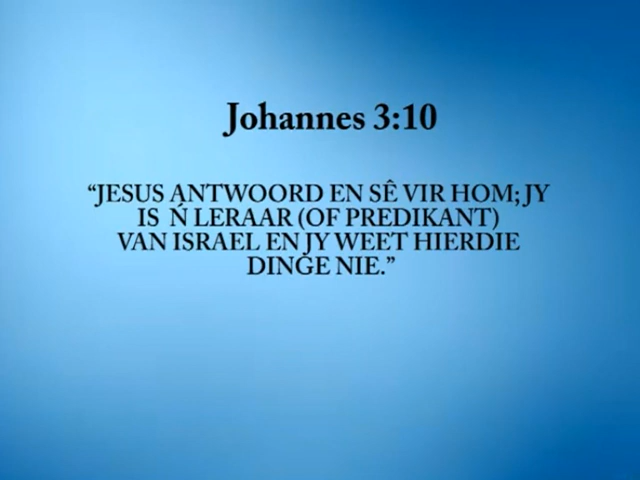 Johannes 3:10
“JESUS ANTWOORD EN SÊ VIR HOM; JY
IS Ń LERAAR (OF PREDIKANT)
VAN ISRAEL EN JY WEET HIERDIE
DINGE NIE.”